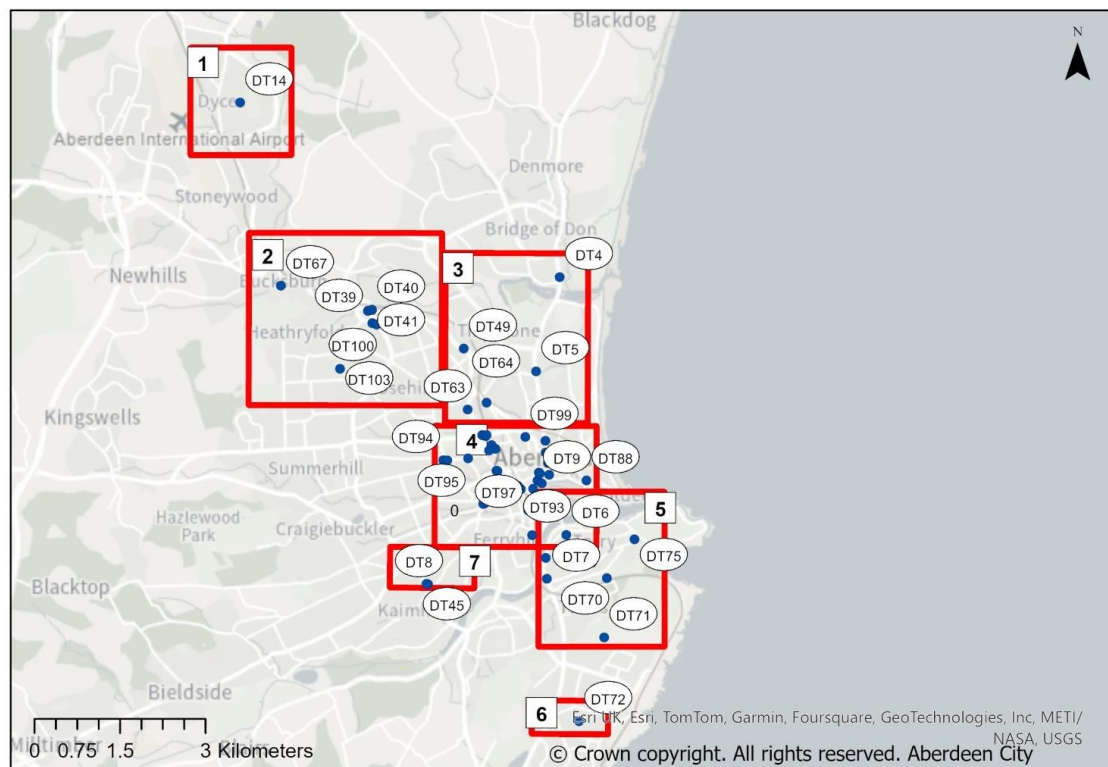 Blackdog
N
1
DT14
Dyce
Aberdeen International Airport
Denmore
Stoneywood
Bridge of Don
DT4
2
DT67
3
Newhills
Bucksburn
DT40
DT39
DT41
DT49
Heathryfold
DT100
DT64
DT5
DT103
DT63
Kingswells
DT99
DT94
4
Aber
DT9
DT88
Summerhill
DT95
DT97
DT93
DT6
5
0
Hazlewood
Park
Craigiebuckler
DT8
7
DT7
DT75
Blacktop
DT45
DT70
DT71
Bieldside
DT72
6
Milltimber
0 0.75 1.5 3 Kilometers
Esri UK, Esri, TomTom, Garmin, Foursquare, GeoTechnologies, Inc, METI/
NASA, USGS
© Crown copyright. All rights reserved. Aberdeen City